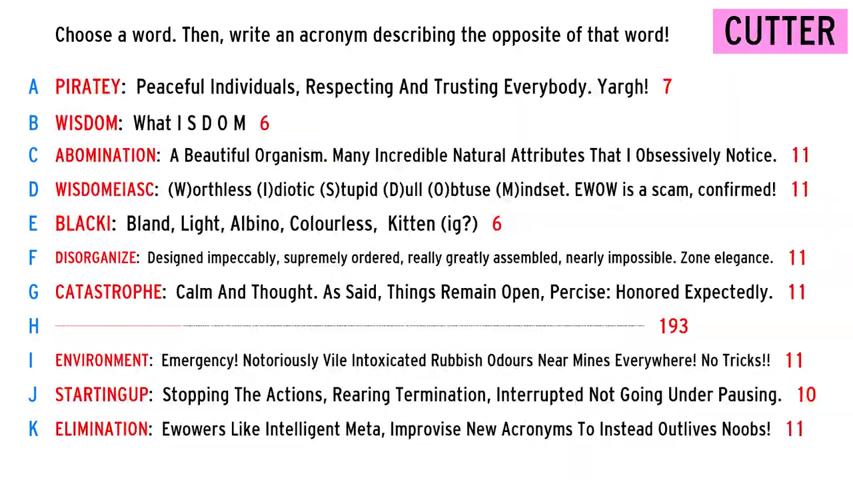 Choose a word. Then, write an acronym describing the opposite of that word!
CUTTER
A PIRATEY: Peaceful Individuals, Respecting And Trusting Everybody. Yargh! 7
B WISDOM: What I S D O M 6
C ABOMINATION: A Beautiful Organism. Many Incredible Natural Attributes That I Obsessively Notice. 11
D WISDOMEIASC: (W)orthless (I)diotic (S)tupid (D)ull (O)btuse (M)indset. EWOW is a scam, confirmed! 11
E BLACKI: Bland, Light, Albino, Colourless, Kitten (ig?) 6
F DISORGANIZE: Designed impeccably, supremely ordered, really greatly assembled, nearly impossible. Zone elegance. 11
G CATASTROPHE: Calm And Thought. As Said, Things Remain Open, Percise: Honored Expectedly. 11
H 193
I ENVIRONMENT: Emergency! Notoriously Vile Intoxicated Rubbish Odours Near Mines Everywhere! No Tricks!! 11
J STARTINGUP: Stopping The Actions, Rearing Termination, Interrupted Not Going Under Pausing. 10
K ELIMINATION: Ewowers Like Intelligent Meta, Improvise New Acronyms To Instead Outlives Noobs! 11